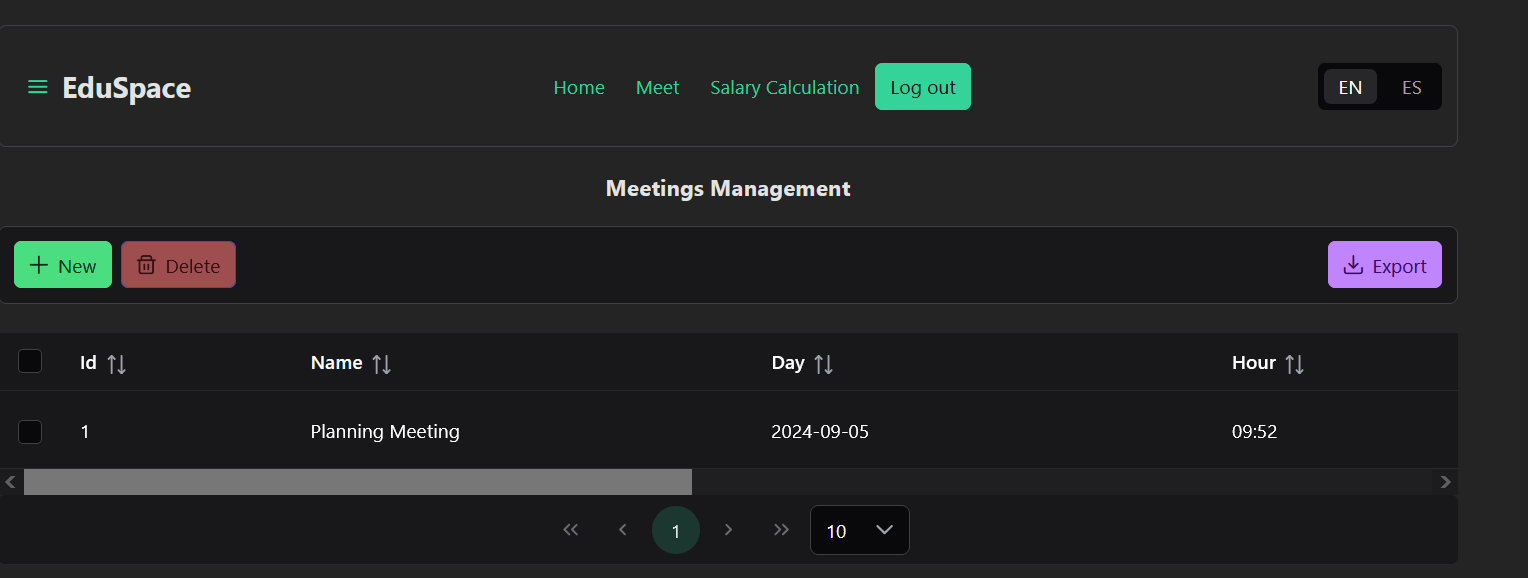 EduSpace Home Meet Salary Calculation Log out EN ES
Meetings Management
New Delete Export
Id Name Day Hour
1 Planning Meeting 2024-09-05 09:52
1 10